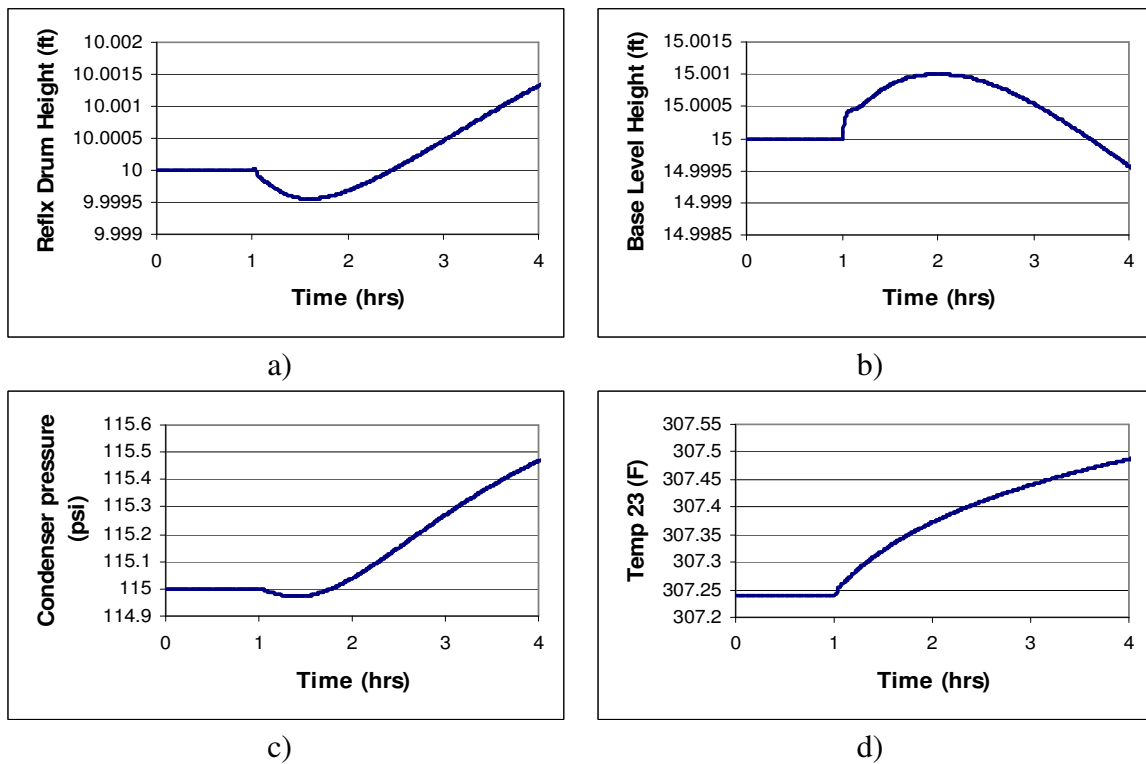 10.002
10.0015
10.001
10.0005
10
9.9995
9.999
Reflx Drum Height (ft)
0 1 2 3 4
Time (hrs)
a)
15.0015
15.001
15.0005
15
14.9995
14.999
14.9985
Base Level Height (ft)
0 1 2 3 4
Time (hrs)
b)
115.6
115.5
115.4
115.3
115.2
115.1
115
114.9
Condenser pressure
(psi)
0 1 2 3 4
Time (hrs)
c)
307.55
307.5
307.45
307.4
307.35
307.3
307.25
307.2
Temp 23 (F)
0 1 2 3 4
Time (hrs)
d)